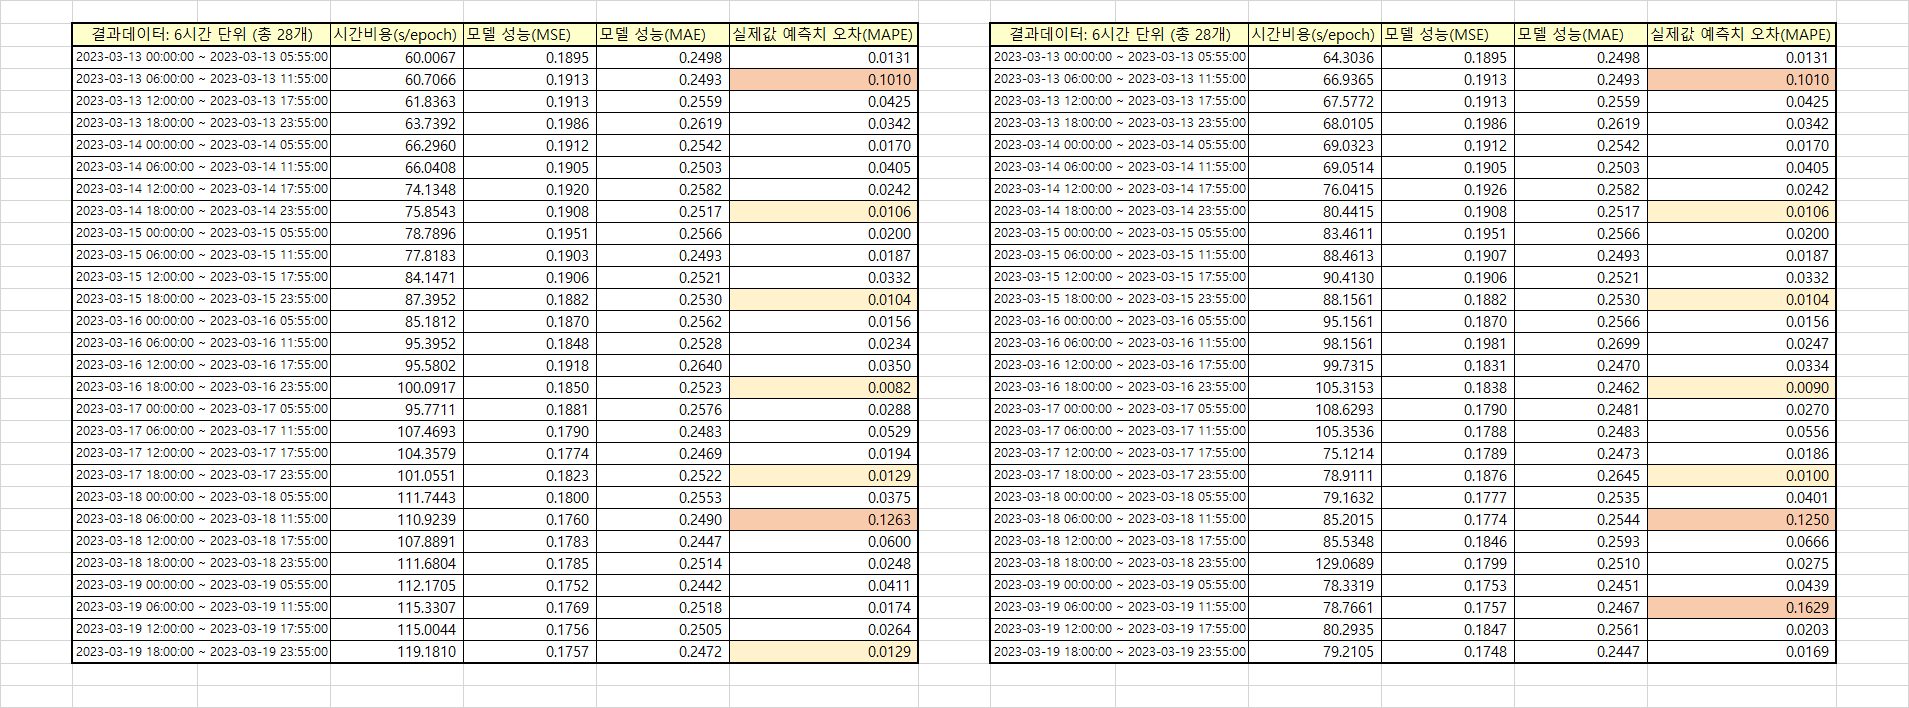 결과데이터: 6시간 단위 (총 28개) 시간비용(s/epoch) 모델 성능(MSE) 모델 성능(MAE) 실제값 예측치 오차(MAPE)
2023-03-13 00:00:00 ~ 2023-03-13 05:55:00 60.0067 0.1895 0.2498 0.0131
2023-03-13 06:00:00 ~ 2023-03-13 11:55:00 60.7066 0.1913 0.2493 0.1010
2023-03-13 12:00:00 ~ 2023-03-13 17:55:00 61.8363 0.1913 0.2559 0.0425
2023-03-13 18:00:00 ~ 2023-03-13 23:55:00 63.7392 0.1986 0.2619 0.0342
2023-03-14 00:00:00 ~ 2023-03-14 05:55:00 66.2960 0.1912 0.2542 0.0170
2023-03-14 06:00:00 ~ 2023-03-14 11:55:00 66.0408 0.1905 0.2503 0.0405
2023-03-14 12:00:00 ~ 2023-03-14 17:55:00 74.1348 0.1920 0.2582 0.0242
2023-03-14 18:00:00 ~ 2023-03-14 23:55:00 75.8543 0.1908 0.2517 0.0106
2023-03-15 00:00:00 ~ 2023-03-15 05:55:00 78.7896 0.1951 0.2566 0.0200
2023-03-15 06:00:00 ~ 2023-03-15 11:55:00 77.8183 0.1903 0.2493 0.0187
2023-03-15 12:00:00 ~ 2023-03-15 17:55:00 84.1471 0.1906 0.2521 0.0332
2023-03-15 18:00:00 ~ 2023-03-15 23:55:00 87.3952 0.1882 0.2530 0.0104
2023-03-16 00:00:00 ~ 2023-03-16 05:55:00 85.1812 0.1870 0.2562 0.0156
2023-03-16 06:00:00 ~ 2023-03-16 11:55:00 95.3952 0.1848 0.2528 0.0234
2023-03-16 12:00:00 ~ 2023-03-16 17:55:00 95.5802 0.1918 0.2640 0.0350
2023-03-16 18:00:00 ~ 2023-03-16 23:55:00 100.0917 0.1850 0.2523 0.0082
2023-03-17 00:00:00 ~ 2023-03-17 05:55:00 95.7711 0.1881 0.2576 0.0288
2023-03-17 06:00:00 ~ 2023-03-17 11:55:00 107.4693 0.1790 0.2483 0.0529
2023-03-17 12:00:00 ~ 2023-03-17 17:55:00 104.3579 0.1774 0.2469 0.0194
2023-03-17 18:00:00 ~ 2023-03-17 23:55:00 101.0551 0.1823 0.2522 0.0129
2023-03-18 00:00:00 ~ 2023-03-18 05:55:00 111.7443 0.1800 0.2553 0.0375
2023-03-18 06:00:00 ~ 2023-03-18 11:55:00 110.9239 0.1760 0.2490 0.1263
2023-03-18 12:00:00 ~ 2023-03-18 17:55:00 107.8891 0.1783 0.2447 0.0600
2023-03-18 18:00:00 ~ 2023-03-18 23:55:00 111.6804 0.1785 0.2514 0.0248
2023-03-19 00:00:00 ~ 2023-03-19 05:55:00 112.1705 0.1752 0.2442 0.0411
2023-03-19 06:00:00 ~ 2023-03-19 11:55:00 115.3307 0.1769 0.2518 0.0174
2023-03-19 12:00:00 ~ 2023-03-19 17:55:00 115.0044 0.1756 0.2505 0.0264
2023-03-19 18:00:00 ~ 2023-03-19 23:55:00 119.1810 0.1757 0.2472 0.0129
결과데이터: 6시간 단위 (총 28개) 시간비용(s/epoch) 모델 성능(MSE) 모델 성능(MAE) 실제값 예측치 오차(MAPE)
2023-03-13 00:00:00 ~ 2023-03-13 05:55:00 64.3036 0.1895 0.2498 0.0131
2023-03-13 06:00:00 ~ 2023-03-13 11:55:00 66.9365 0.1913 0.2493 0.1010
2023-03-13 12:00:00 ~ 2023-03-13 17:55:00 67.5772 0.1913 0.2559 0.0425
2023-03-13 18:00:00 ~ 2023-03-13 23:55:00 68.0105 0.1986 0.2619 0.0342
2023-03-14 00:00:00 ~ 2023-03-14 05:55:00 69.0323 0.1912 0.2542 0.0170
2023-03-14 06:00:00 ~ 2023-03-14 11:55:00 69.0514 0.1905 0.2503 0.0405
2023-03-14 12:00:00 ~ 2023-03-14 17:55:00 76.0415 0.1926 0.2582 0.0242
2023-03-14 18:00:00 ~ 2023-03-14 23:55:00 80.4415 0.1908 0.2517 0.0106
2023-03-15 00:00:00 ~ 2023-03-15 05:55:00 83.4611 0.1951 0.2566 0.0200
2023-03-15 06:00:00 ~ 2023-03-15 11:55:00 88.4613 0.1907 0.2493 0.0187
2023-03-15 12:00:00 ~ 2023-03-15 17:55:00 90.4130 0.1906 0.2521 0.0332
2023-03-15 18:00:00 ~ 2023-03-15 23:55:00 88.1561 0.1882 0.2530 0.0104
2023-03-16 00:00:00 ~ 2023-03-16 05:55:00 95.1561 0.1870 0.2566 0.0156
2023-03-16 06:00:00 ~ 2023-03-16 11:55:00 98.1561 0.1981 0.2699 0.0247
2023-03-16 12:00:00 ~ 2023-03-16 17:55:00 99.7315 0.1831 0.2470 0.0334
2023-03-16 18:00:00 ~ 2023-03-16 23:55:00 105.3153 0.1838 0.2462 0.0090
2023-03-17 00:00:00 ~ 2023-03-17 05:55:00 108.6293 0.1790 0.2481 0.0270
2023-03-17 06:00:00 ~ 2023-03-17 11:55:00 105.3536 0.1788 0.2483 0.0556
2023-03-17 12:00:00 ~ 2023-03-17 17:55:00 75.1214 0.1789 0.2473 0.0186
2023-03-17 18:00:00 ~ 2023-03-17 23:55:00 78.9111 0.1876 0.2645 0.0100
2023-03-18 00:00:00 ~ 2023-03-18 05:55:00 79.1632 0.1777 0.2535 0.0401
2023-03-18 06:00:00 ~ 2023-03-18 11:55:00 85.2015 0.1774 0.2544 0.1250
2023-03-18 12:00:00 ~ 2023-03-18 17:55:00 85.5348 0.1846 0.2593 0.0666
2023-03-18 18:00:00 ~ 2023-03-18 23:55:00 129.0689 0.1799 0.2510 0.0275
2023-03-19 00:00:00 ~ 2023-03-19 05:55:00 78.3319 0.1753 0.2451 0.0439
2023-03-19 06:00:00 ~ 2023-03-19 11:55:00 78.7661 0.1757 0.2467 0.1629
2023-03-19 12:00:00 ~ 2023-03-19 17:55:00 80.2935 0.1847 0.2561 0.0203
2023-03-19 18:00:00 ~ 2023-03-19 23:55:00 79.2105 0.1748 0.2447 0.0169